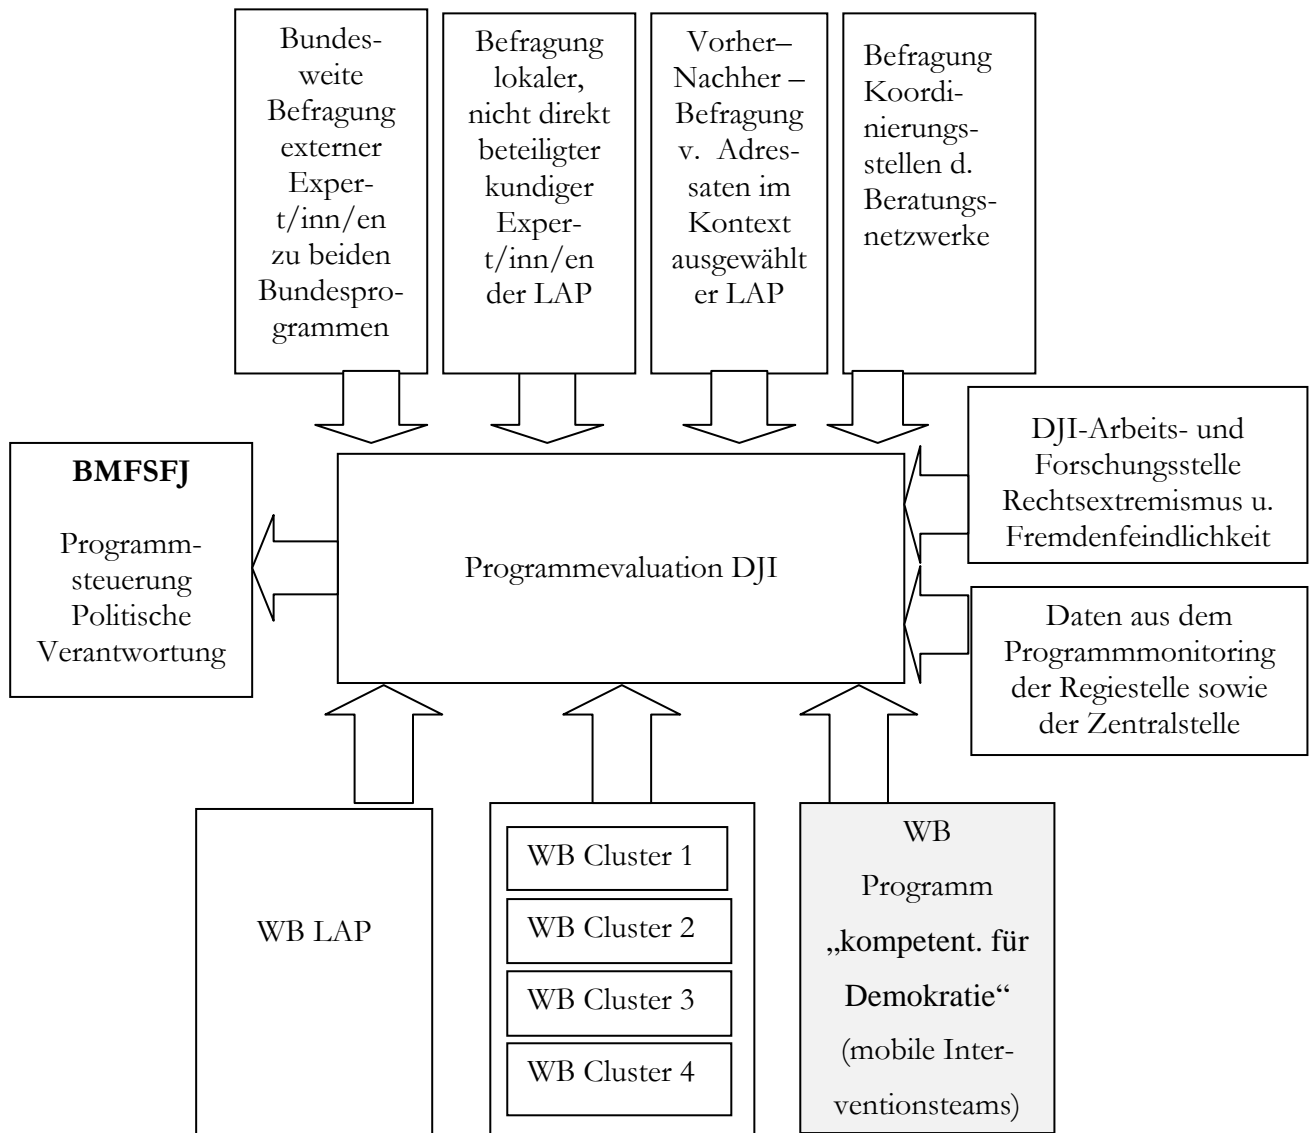 Bundes-
weite
Befragung
externer
Exper-
t/inn/en
zu beiden
Bundespro-
grammen
Befragung
lokaler,
nicht direkt
beteiligter
kundiger
Exper-
t/inn/en
der LAP
Vorher–
Nachher –
Befragung
v. Adres-
saten im
Kontext
ausgewählt
er LAP
Befragung
Koordi-
nierungs-
stellen d.
Beratungs-
netzwerke
BMFSFJ
Programm-
steuerung
Politische
Verantwortung
Programmevaluation DJI
DJI-Arbeits- und
Forschungsstelle
Rechtsextremismus u.
Fremdenfeindlichkeit
Daten aus dem
Programmmonitoring
der Regiestelle sowie
der Zentralstelle
WB LAP
WB Cluster 1
WB Cluster 2
WB Cluster 3
WB Cluster 4
WB
Programm
„kompetent. für
Demokratie“
(mobile Inter-
ventionsteams)